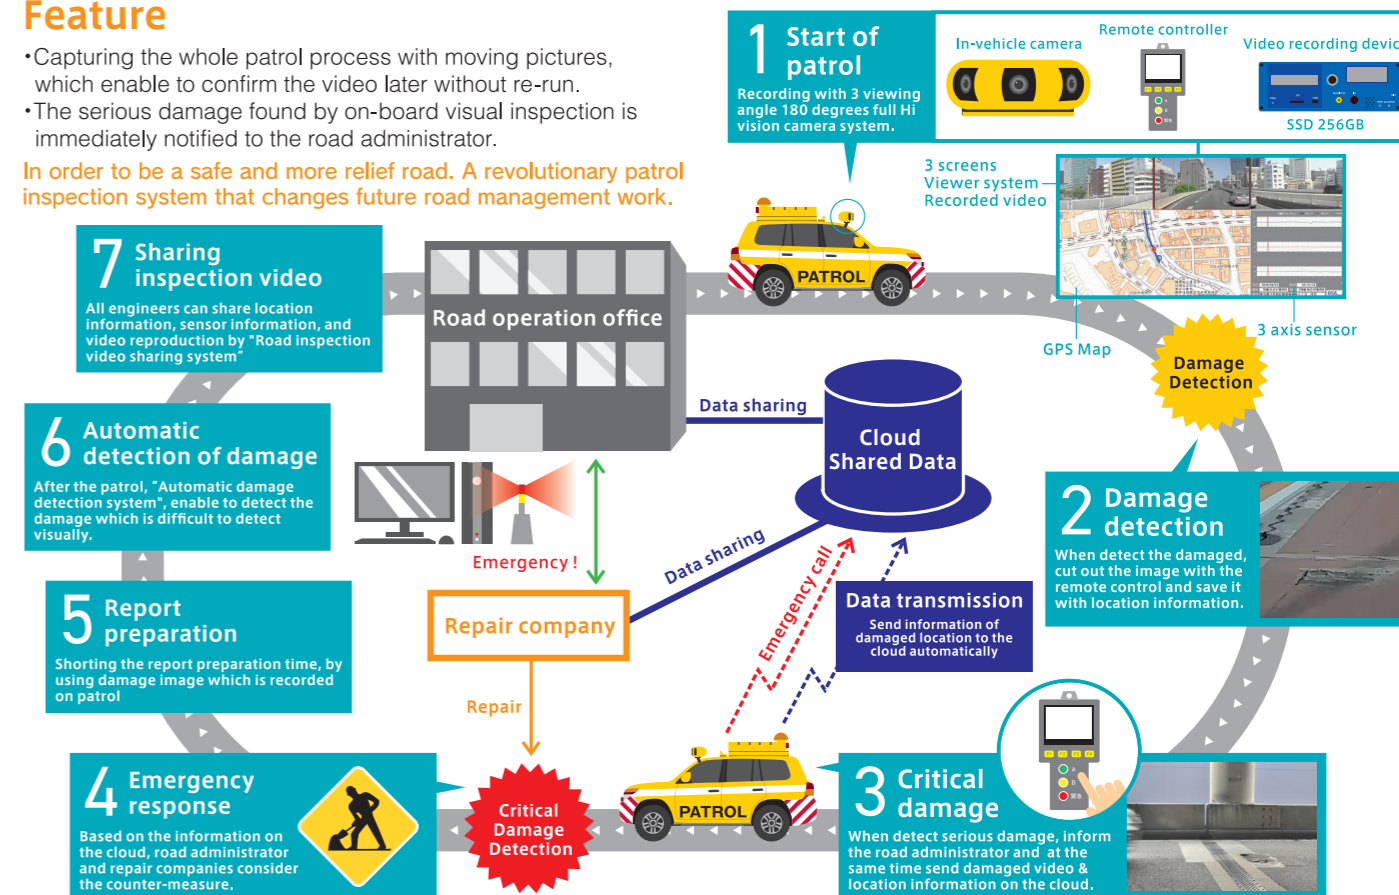 Feature
•Capturing the whole patrol process with moving pictures,
which enable to confirm the video later without re-run.
•The serious damage found by on-board visual inspection is
immediately notified to the road administrator.
In order to be a safe and more relief road. A revolutionary patrol
inspection system that changes future road management work.
1 Start of
patrol
Recording with 3 viewing
angle 180 degrees full Hi
vision camera system.
In-vehicle camera
Remote controller
Video recording devic
SSD 256GB
3 screens
Viewer system
Recorded video
GPS Map
3 axis sensor
PATROL
Damage
Detection
2 Damage
detection
When detect the damaged,
cut out the image with the
remote control and save it
with location information.
3 Critical
damage
When detect serious damage, inform
the road administrator and at the
same time send damaged video &
location information on the cloud.
A
B
緊急
PATROL
Critical
Damage
Detection
4 Emergency
response
Based on the information on
the cloud, road administrator
and repair companies consider
the counter-measure.
5 Report
preparation
Shorting the report preparation time, by
using damage image which is recorded
on patrol
6 Automatic
detection of damage
After the patrol, "Automatic damage
detection system", enable to detect the
damage which is difficult to detect
visually.
7 Sharing
inspection video
All engineers can share location
information, sensor information, and
video reproduction by "Road inspection
video sharing system"
Road operation office
Data sharing
Cloud
Shared Data
Emergency !
Data sharing
Repair company
Repair
Emergency call
Data transmission
Send information of
damaged location to the
cloud automatically